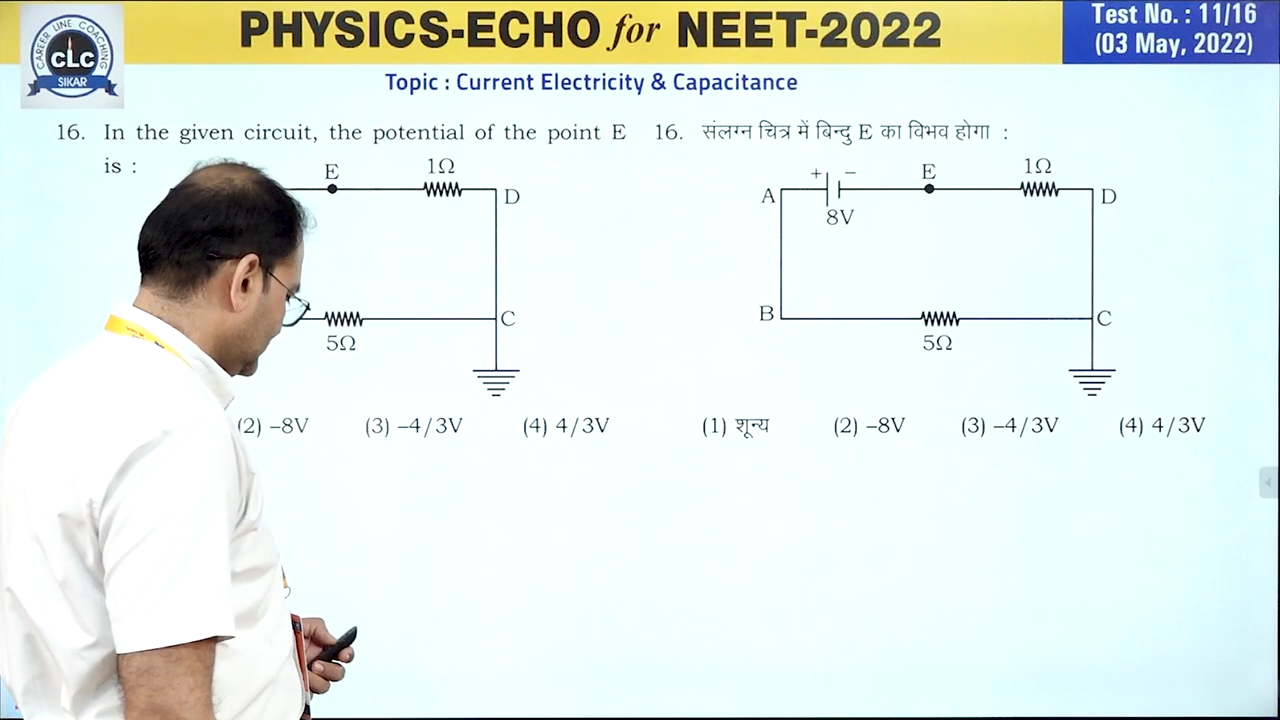 PHYSICS-ECHO for NEET-2022
Test No. : 11/16
(03 May, 2022)
CAREER LINE COACHING
CLC
SIKAR
Topic : Current Electricity & Capacitance
16. In the given circuit, the potential of the point E
is :
E
1Ω
D
C
5Ω
(2) –8V (3) –4/3V (4) 4/3V
16. संलग्न चित्र में बिन्दु E का विभव होगा :
+ –
E
1Ω
A
D
8V
B
C
5Ω
(1) शून्य (2) –8V (3) –4/3V (4) 4/3V